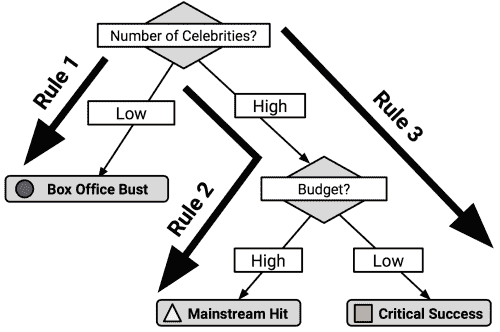 Number of Celebrities?
Rule 1
Low
High
Rule 3
Box Office Bust
Rule 2
Budget?
High
Low
Mainstream Hit
Critical Success